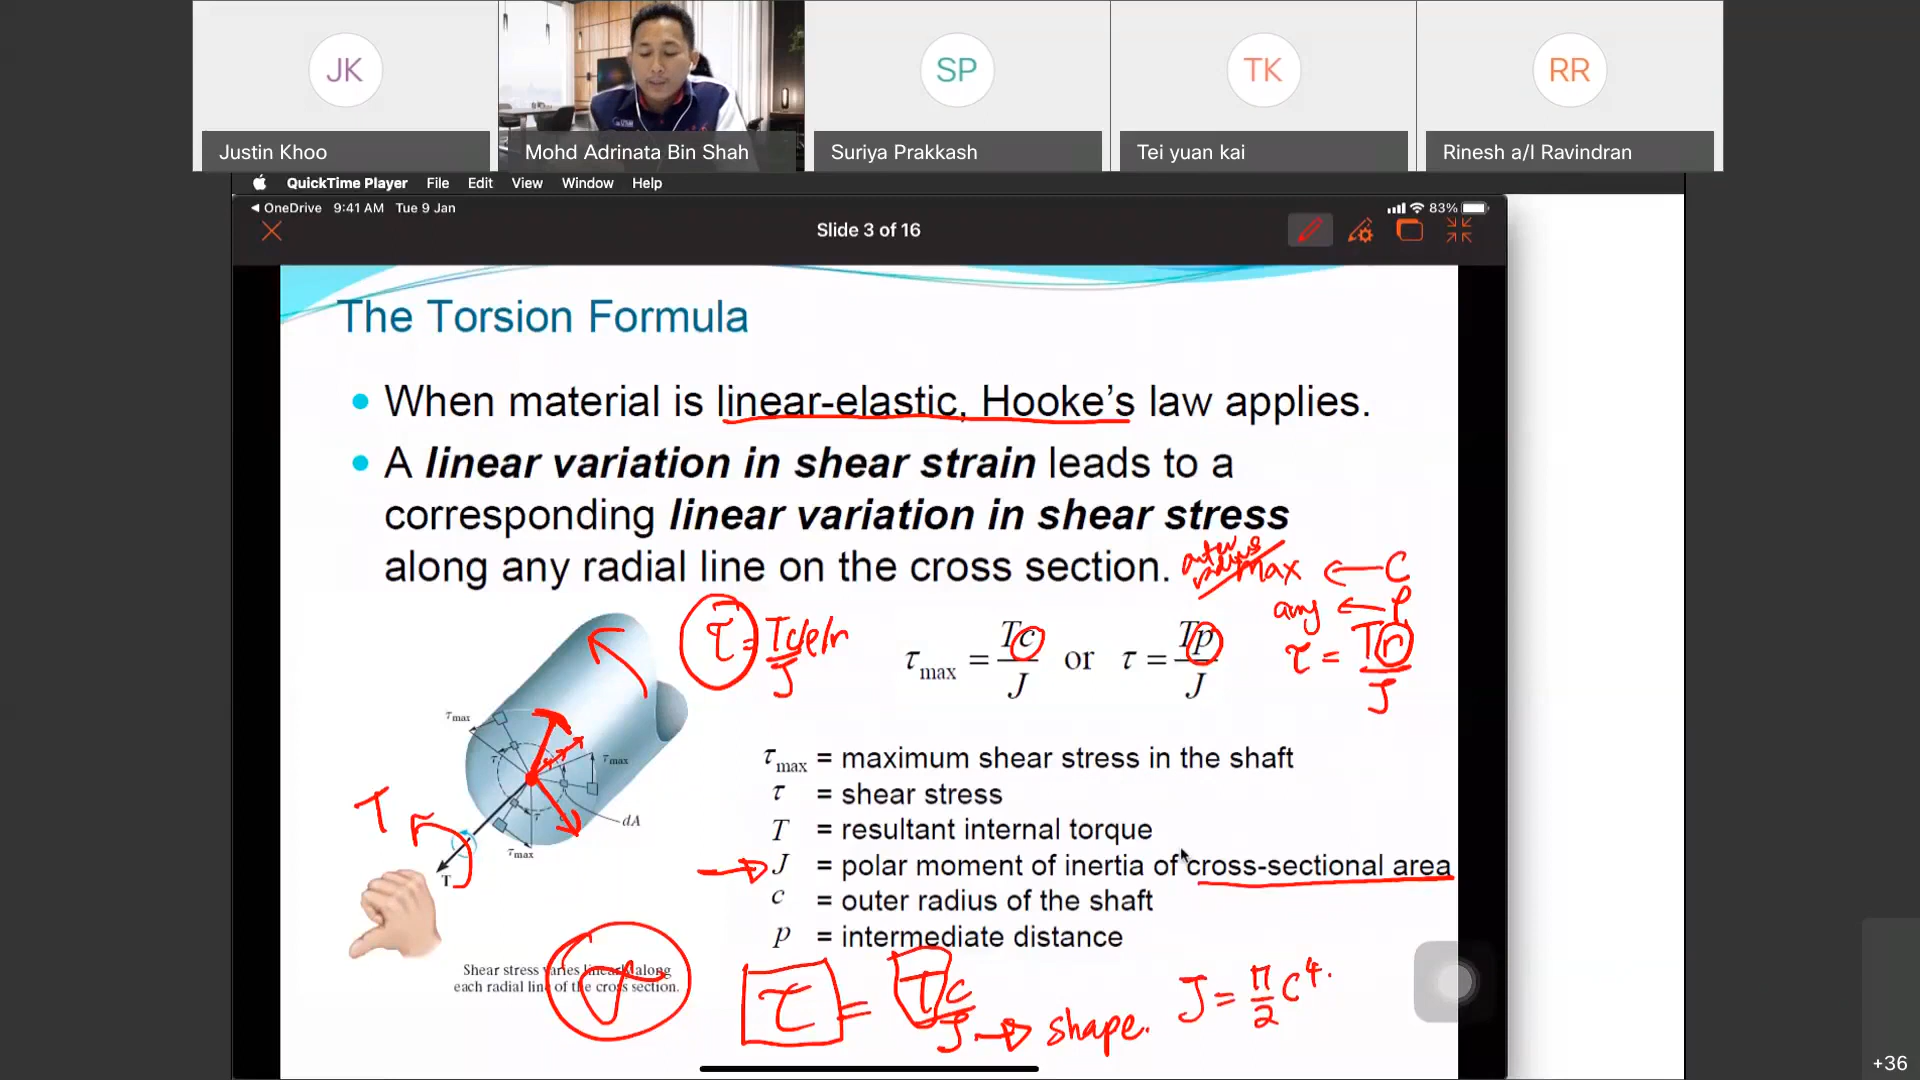 JK
SP
TK
RR
Justin Khoo
Mohd Adrinata Bin Shah
Suriya Prakkash
Tei yuan kai
Rinesh a/l Ravindran
QuickTime Player File Edit View Window Help
OneDrive 9:41 AM Tue 9 Jan
83%
Slide 3 of 16
The Torsion Formula
When material is linear-elastic, Hooke's law applies.
A linear variation in shear strain leads to a
corresponding linear variation in shear stress
along any radial line on the cross section.
outer radius
max ← C
any ← ρ
τ = Tc/ρ/r / J
τmax = Tc / J or τ = Tp / J
τ = Tr / J
τmax
τmax
τmax
τ
τ
dA
T
T
τmax = maximum shear stress in the shaft
τ = shear stress
T = resultant internal torque
→ J = polar moment of inertia of cross-sectional area
c = outer radius of the shaft
p = intermediate distance
Shear stress varies linearly along
each radial line of the cross section.
τ = Tc / J → shape.
J = π/2 c⁴.
+36